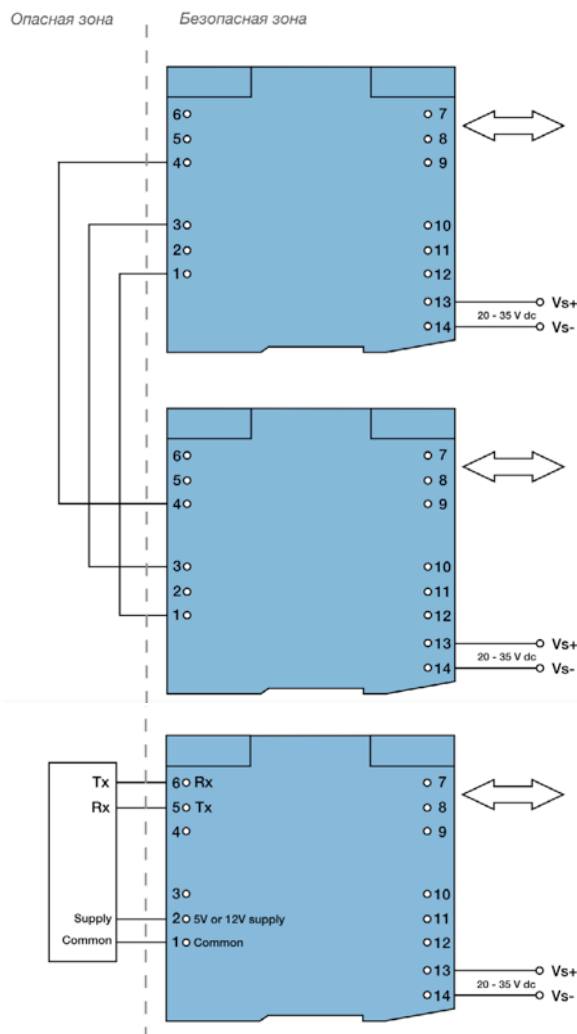 Опасная зона Безопасная зона
6 7
5 8
4 9
3 10
2 11
1 12
13 Vs+
20 - 35 V dc
14 Vs-
6 7
5 8
4 9
3 10
2 11
1 12
13 Vs+
20 - 35 V dc
14 Vs-
Tx 6 Rx 7
Rx 5 Tx 8
4 9
3 10
Supply 2 5V or 12V supply 11
Common 1 Common 12
13 Vs+
20 - 35 V dc
14 Vs-